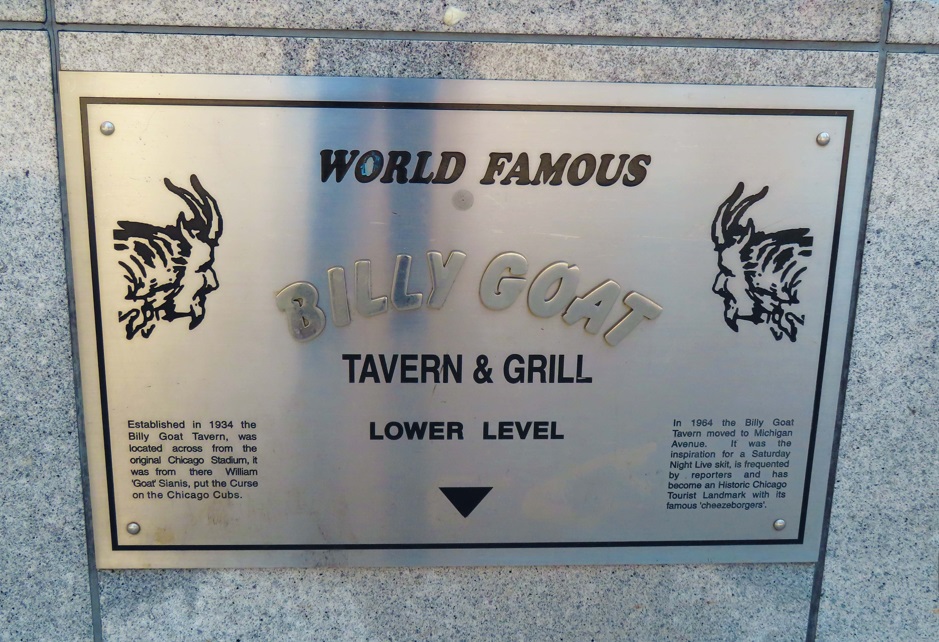 WORLD FAMOUS
BILLY GOAT
TAVERN & GRILL
LOWER LEVEL
Established in 1934 the
Billy Goat Tavern, was
located across from the
original Chicago Stadium, it
was from there William
'Goat' Sianis, put the Curse
on the Chicago Cubs.
In 1964 the Billy Goat
Tavern moved to Michigan
Avenue. It was the
inspiration for a Saturday
Night Live skit, is frequented
by reporters and has
become an Historic Chicago
Tourist Landmark with its
famous 'cheezeborgers'.